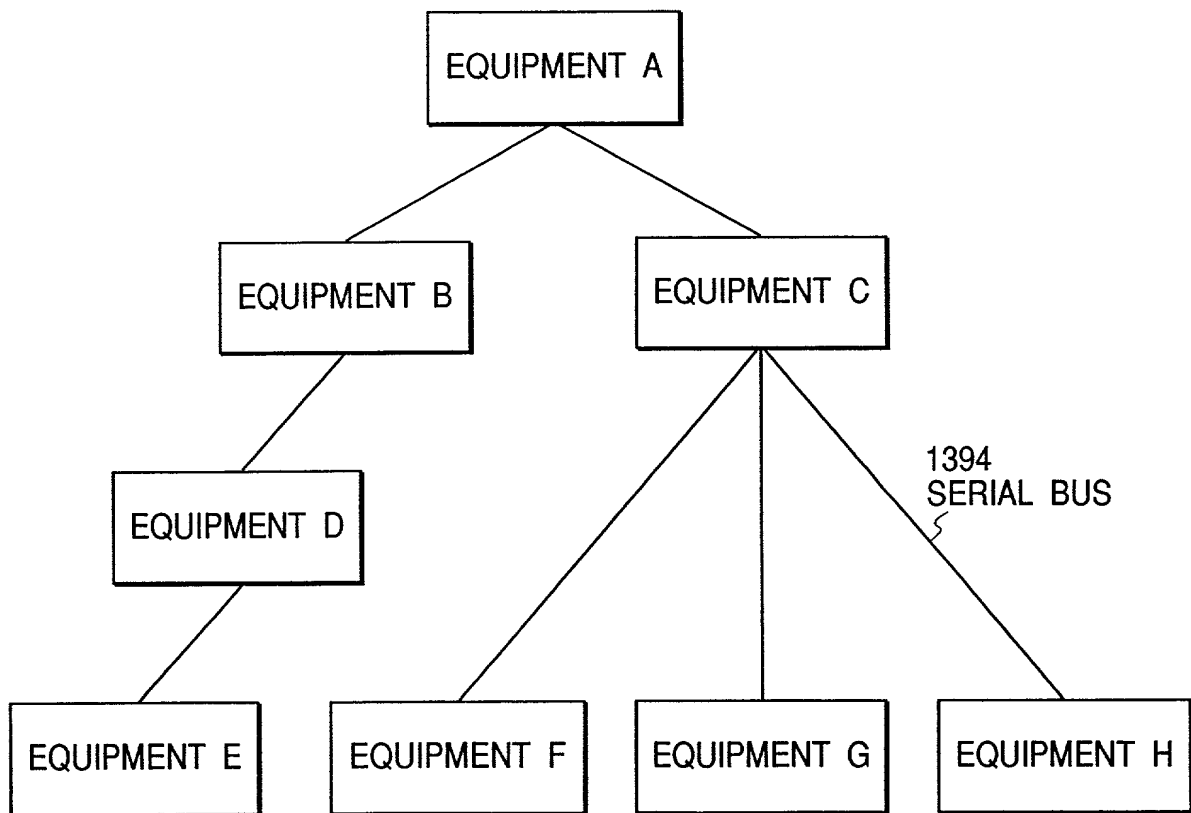 EQUIPMENT A
EQUIPMENT B
EQUIPMENT C
1394
SERIAL BUS
EQUIPMENT D
EQUIPMENT E
EQUIPMENT F
EQUIPMENT G
EQUIPMENT H